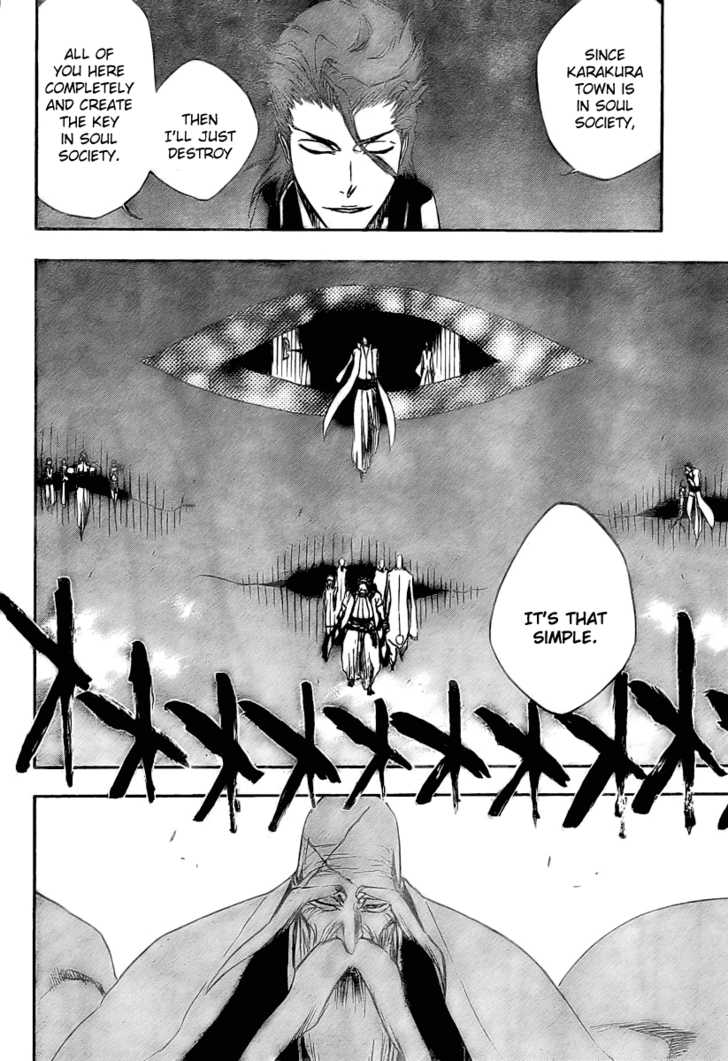 SINCE
KARAKURA
TOWN IS
IN SOUL
SOCIETY,
THEN
I'LL JUST
DESTROY
ALL OF
YOU HERE
COMPLETELY
AND CREATE
THE KEY
IN SOUL
SOCIETY.
IT'S THAT
SIMPLE.